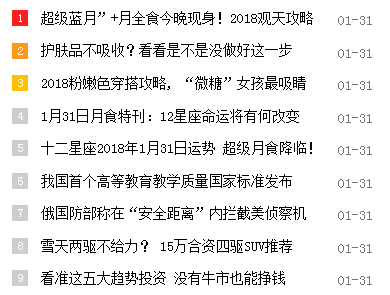 1 超级蓝月”+月全食今晚现身！2018观天攻略 01-31
2 护肤品不吸收？看看是不是没做好这一步 01-31
3 2018粉嫩色穿搭攻略，“微糖”女孩最吸睛 01-31
4 1月31日月食特刊：12星座命运将有何改变 01-31
5 十二星座2018年1月31日运势 超级月食降临！ 01-31
6 我国首个高等教育教学质量国家标准发布 01-31
7 俄国防部称在“安全距离”内拦截美侦察机 01-31
8 雪天两驱不给力？ 15万合资四驱SUV推荐 01-31
9 看准这五大趋势投资 没有牛市也能挣钱 01-31